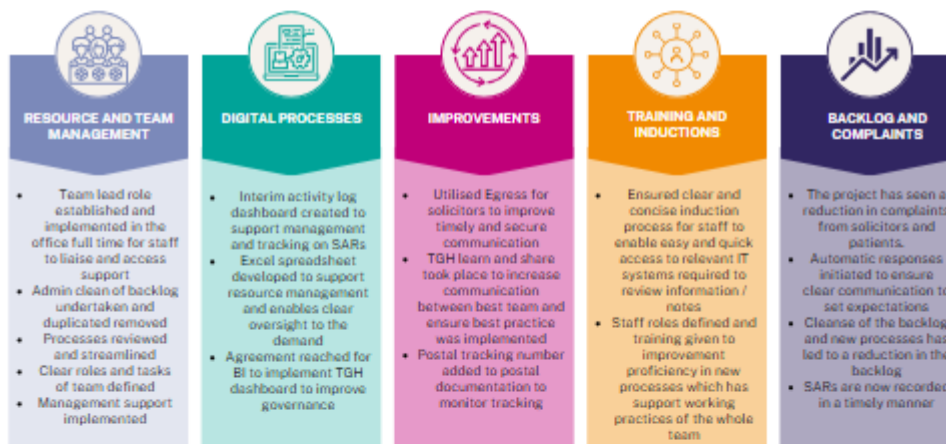 RESOURCE AND TEAM
MANAGEMENT
• Team lead role
established and
implemented in the
office full time for staff
to liaise and access
support
• Admin clean of backlog
undertaken and
duplicated removed
• Processes reviewed
and streamlined
• Clear roles and tasks
of team defined
• Management support
implemented
DIGITAL PROCESSES
• Interim activity log
dashboard created to
support management
and tracking on SARs
• Excel spreadsheet
developed to support
resource management
and enables clear
oversight to the
demand
• Agreement reached for
BI to implement TGH
dashboard to improve
governance
IMPROVEMENTS
• Utilised Egress for
solicitors to improve
timely and secure
communication
• TGH learn and share
took place to increase
communication
between best team and
ensure best practice
was implemented
• Postal tracking number
added to postal
documentation to
monitor tracking
TRAINING AND
INDUCTIONS
• Ensured clear and
concise induction
process for staff to
enable easy and quick
access to relevant IT
systems required to
review information /
notes
• Staff roles defined and
training given to
improvement
proficiency in new
processes which has
support working
practices of the whole
team
BACKLOG AND
COMPLAINTS
• The project has seen a
reduction in complaints
from solicitors and
patients.
• Automatic responses
initiated to ensure
clear communication to
set expectations
• Cleanse of the backlog
and new processes has
led to a reduction in the
backlog
• SARs are now recorded
in a timely manner